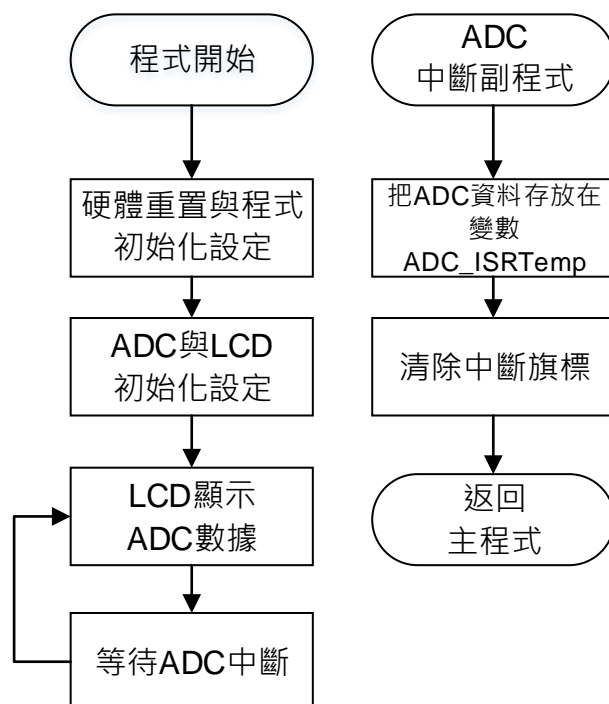 程式開始
硬體重置與程式
初始化設定
ADC與LCD
初始化設定
LCD顯示
ADC數據
等待ADC中斷
ADC
中斷副程式
把ADC資料存放在
變數
ADC_ISRTemp
清除中斷旗標
返回
主程式